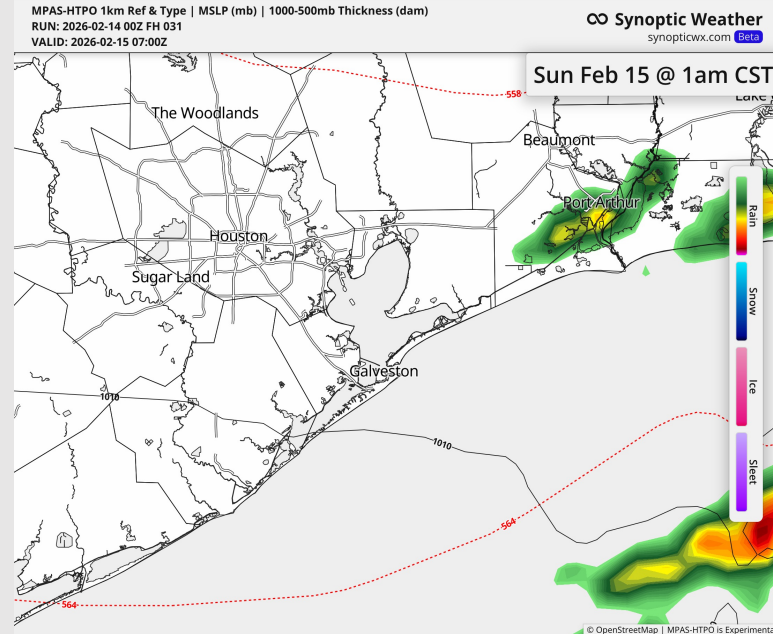 MPAS-HTPO 1km Ref & Type | MSLP (mb) | 1000-500mb Thickness (dam)
RUN: 2026-02-14 00Z FH 031
VALID: 2026-02-15 07:00Z
Synoptic Weather
synopticwx.com Beta
Sun Feb 15 @ 1am CST
558
Lake
The Woodlands
Beaumont
Port Arthur
Houston
Sugar Land
Galveston
1010
1010
564
564
Rain
Snow
Ice
Sleet
© OpenStreetMap | MPAS-HTPO is Experimenta